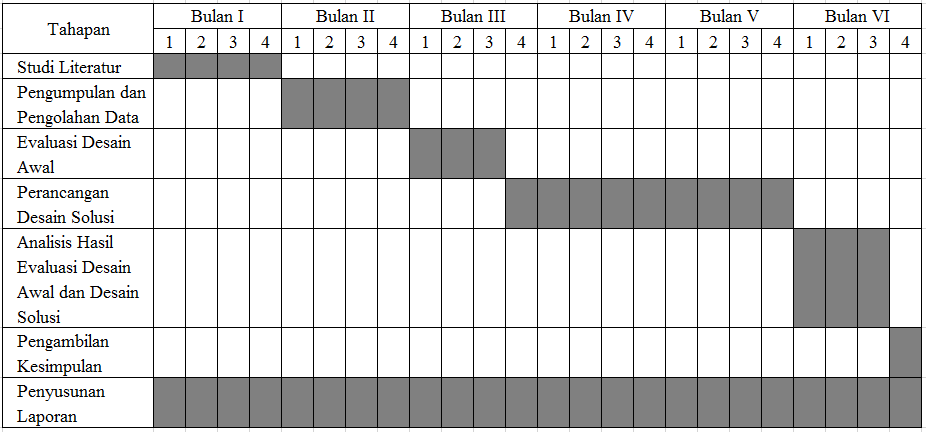 Tahapan Bulan I Bulan II Bulan III Bulan IV Bulan V Bulan VI
1 2 3 4 1 2 3 4 1 2 3 4 1 2 3 4 1 2 3 4 1 2 3 4
Studi Literatur
Pengumpulan dan
Pengolahan Data
Evaluasi Desain
Awal
Perancangan
Desain Solusi
Analisis Hasil
Evaluasi Desain
Awal dan Desain
Solusi
Pengambilan
Kesimpulan
Penyusunan
Laporan